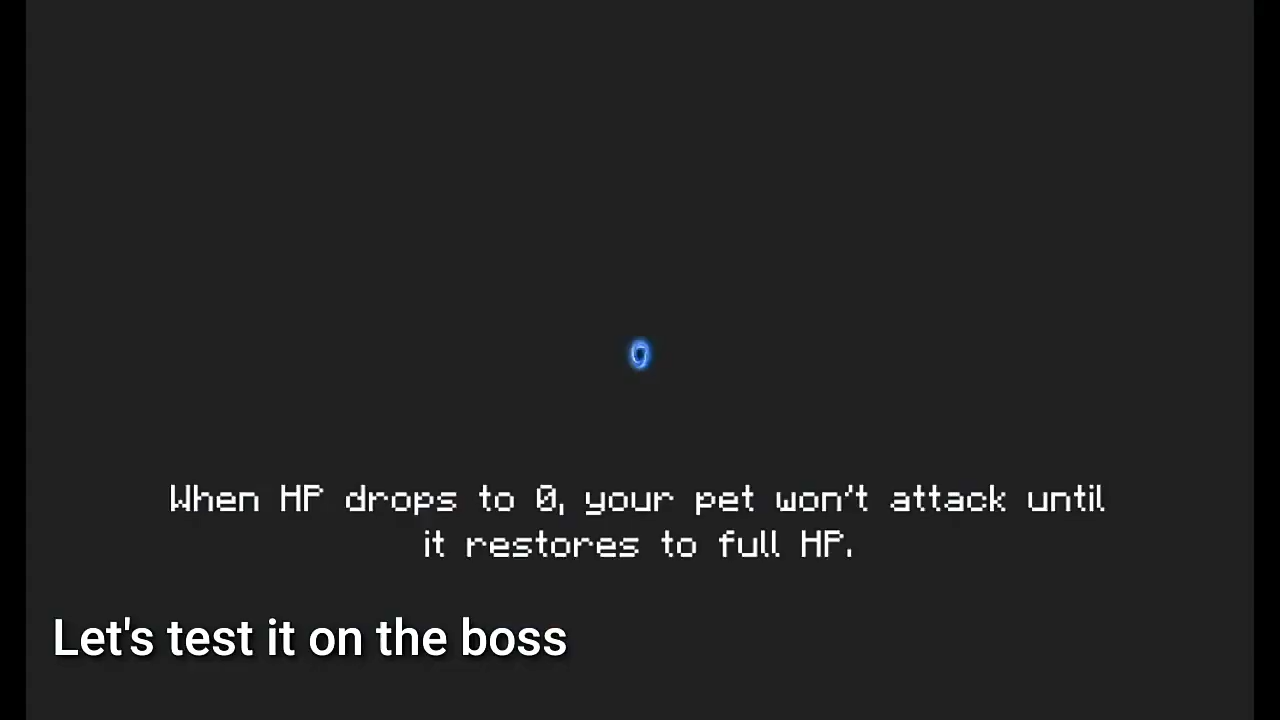 When HP drops to 0, your pet won't attack until
it restores to full HP.
Let's test it on the boss